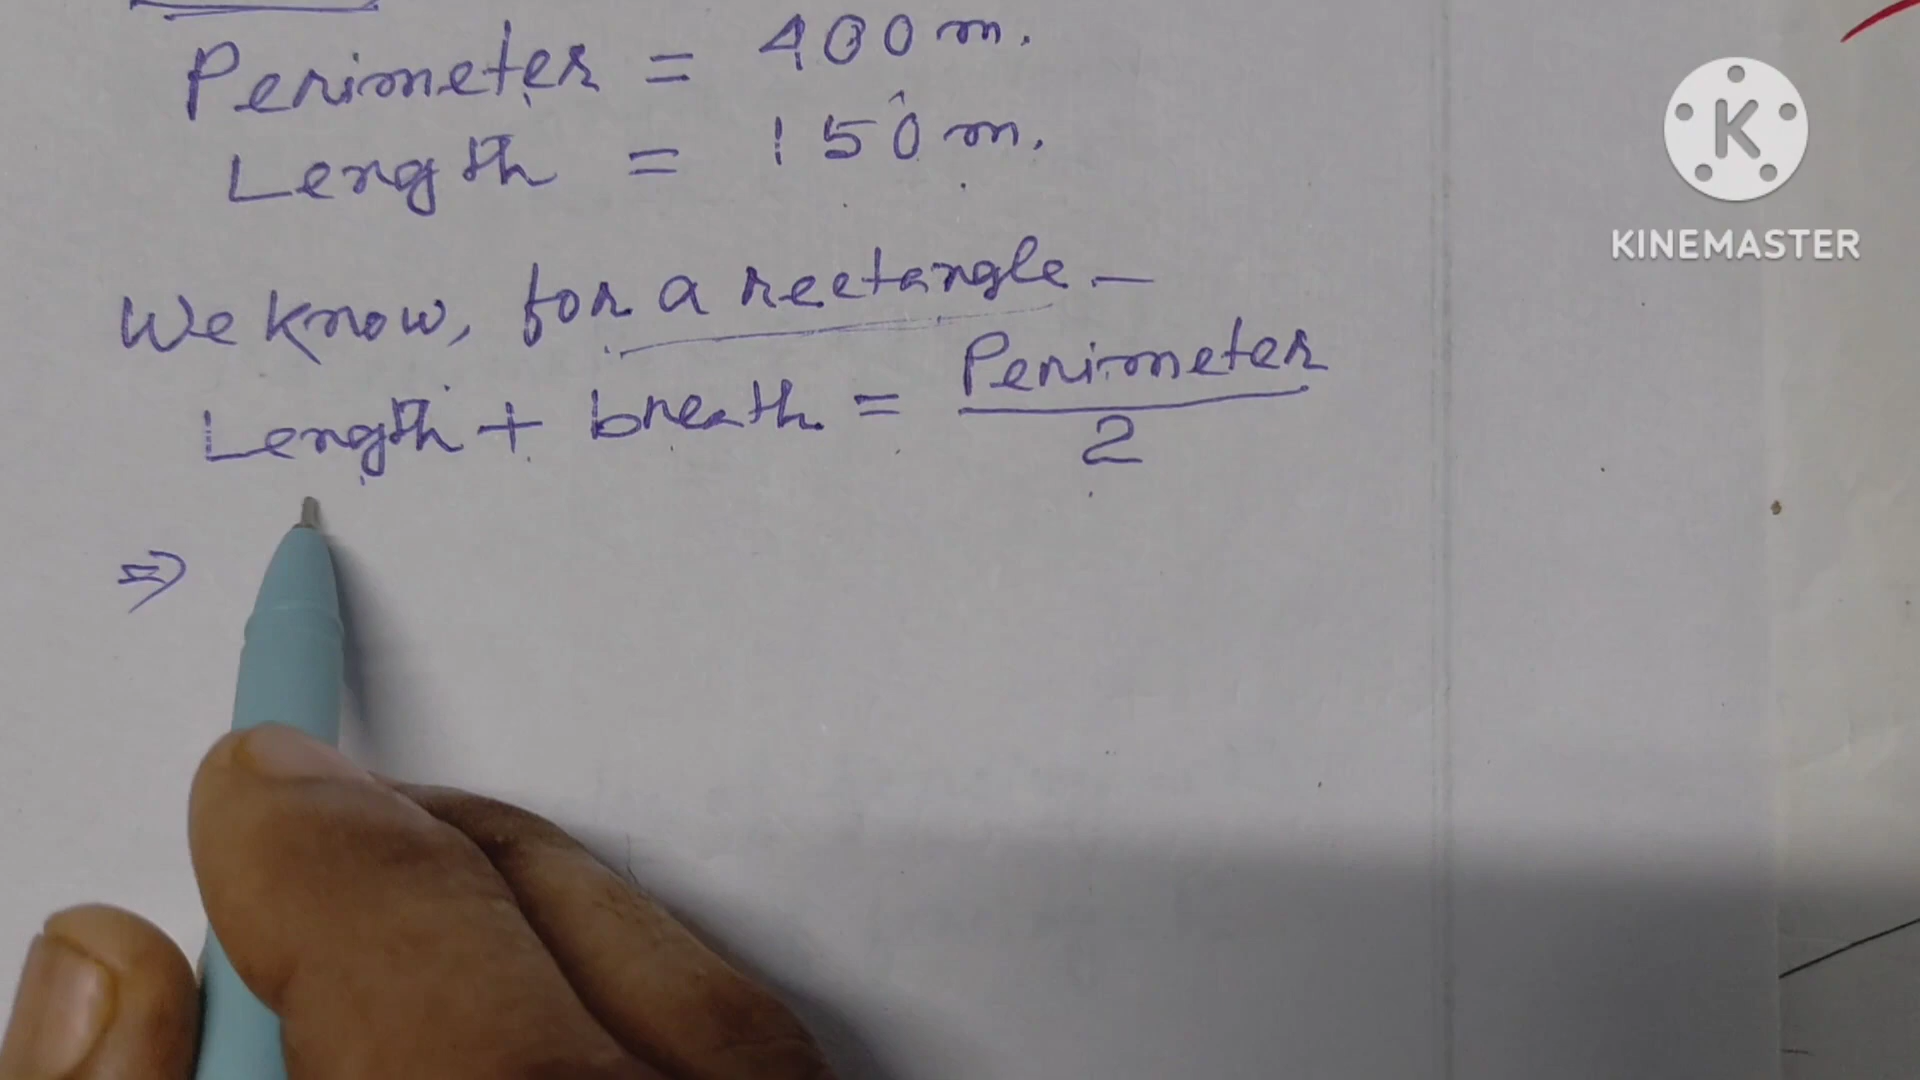 Perimeter = 400 m.
Length = 150 m.
We know, for a rectangle -
Length + breath = Perimeter / 2
⇒
K
KINEMASTER